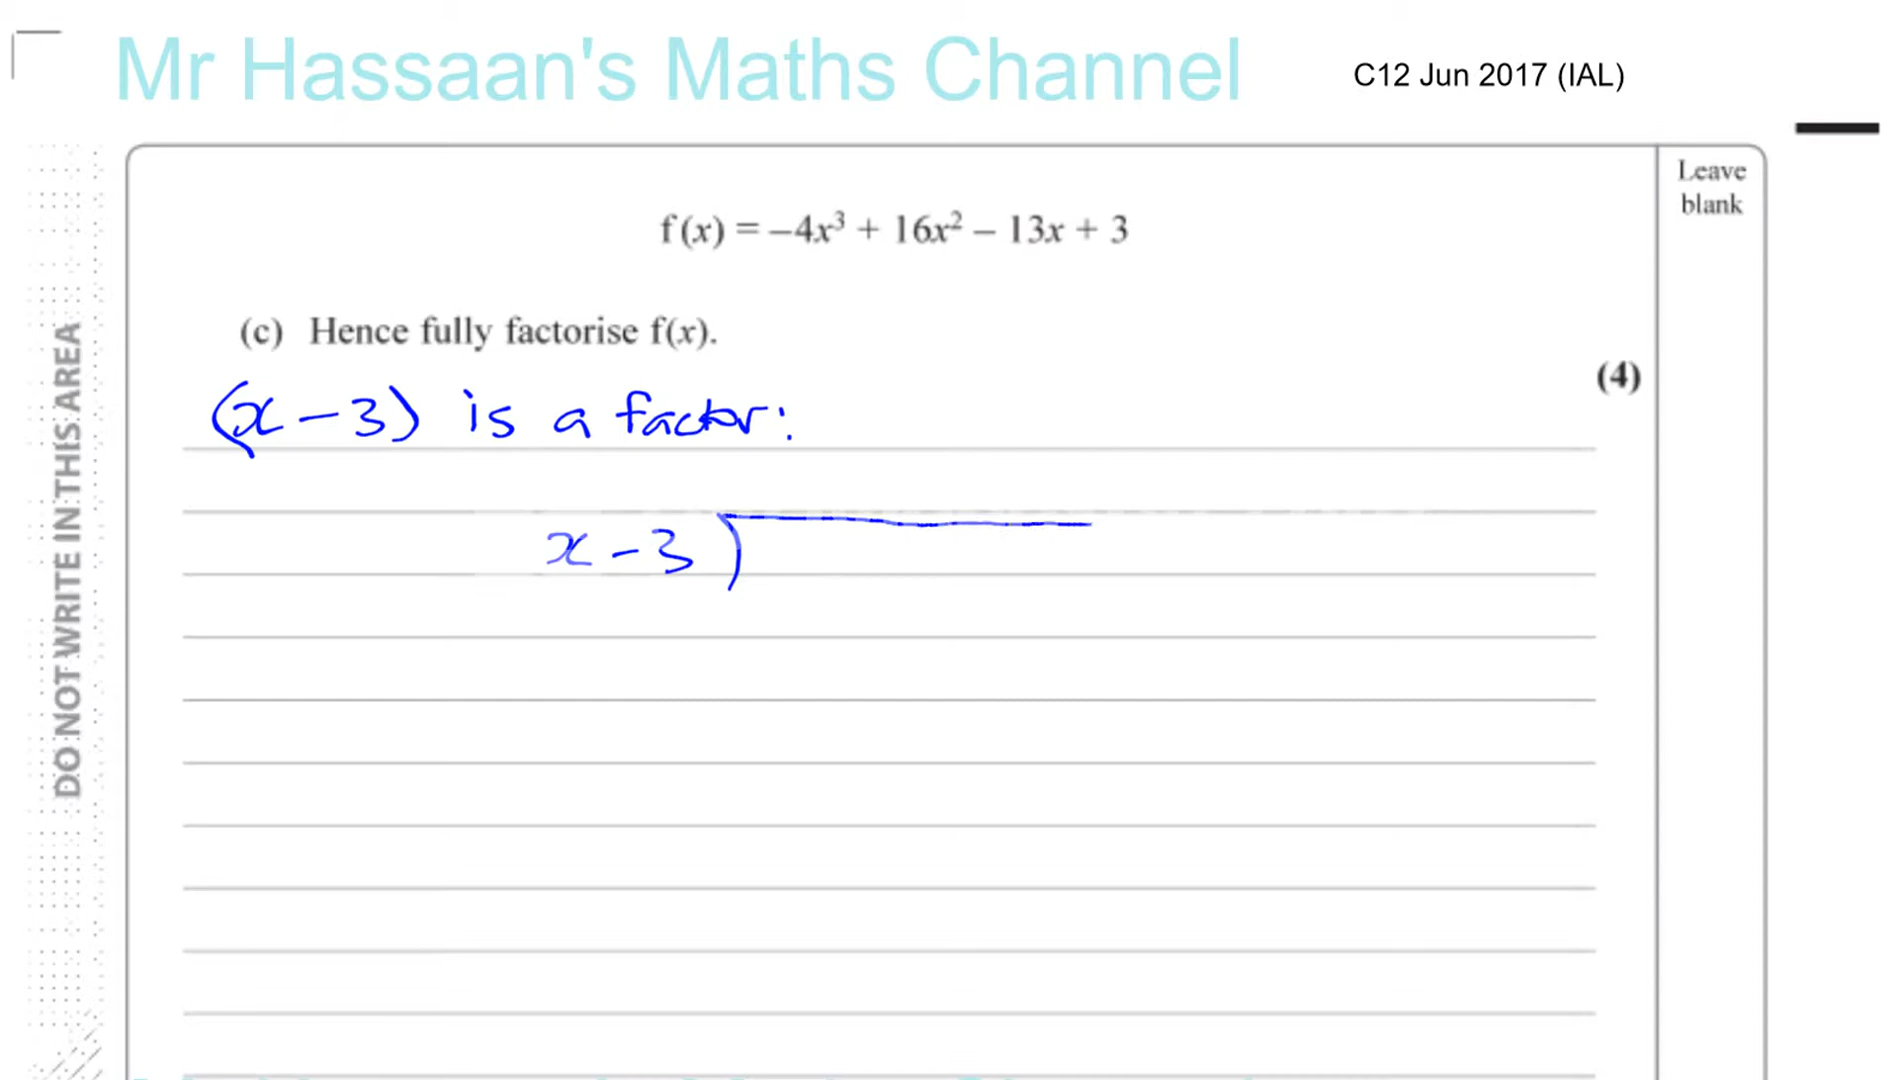 Mr Hassaan's Maths Channel
C12 Jun 2017 (IAL)
Leave
blank
f(x) = –4x³ + 16x² – 13x + 3
(c) Hence fully factorise f(x).
(4)
(x – 3) is a factor:
x – 3
DO NOT WRITE IN THIS AREA